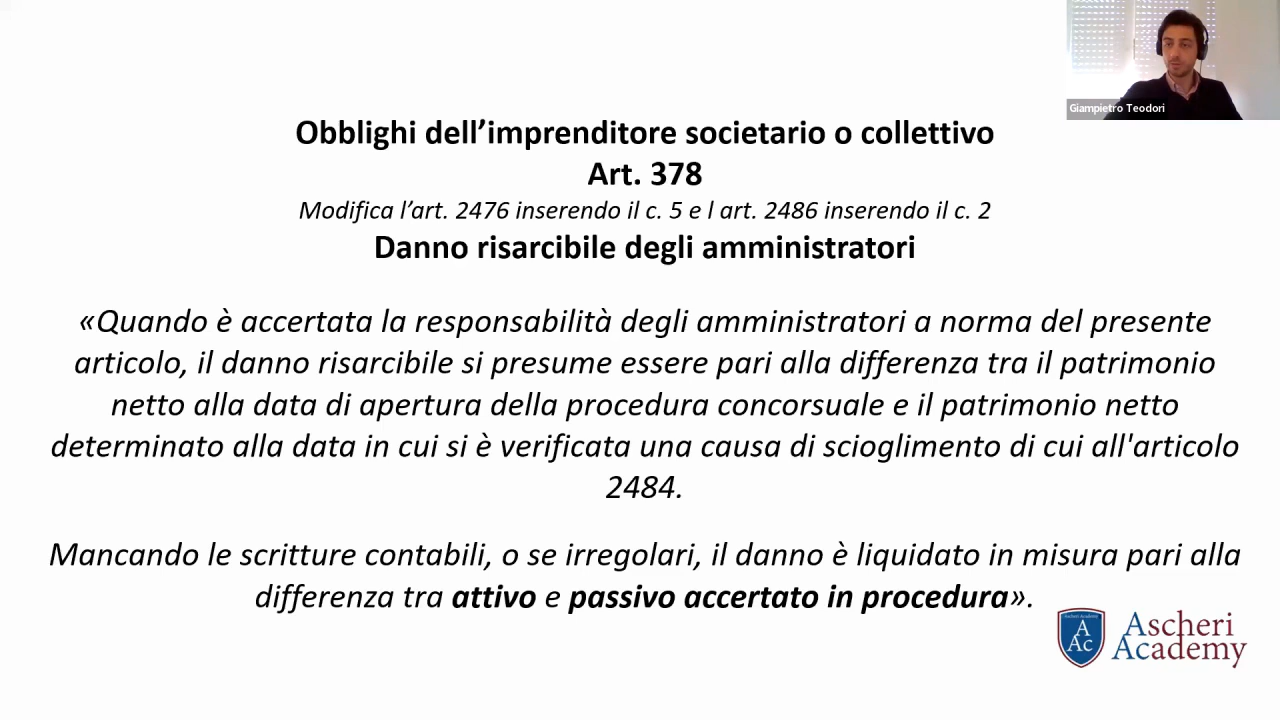 Giampietro Teodori
Obblighi dell’imprenditore societario o collettivo
Art. 378
Modifica l’art. 2476 inserendo il c. 5 e l art. 2486 inserendo il c. 2
Danno risarcibile degli amministratori
«Quando è accertata la responsabilità degli amministratori a norma del presente
articolo, il danno risarcibile si presume essere pari alla differenza tra il patrimonio
netto alla data di apertura della procedura concorsuale e il patrimonio netto
determinato alla data in cui si è verificata una causa di scioglimento di cui all'articolo
2484.
Mancando le scritture contabili, o se irregolari, il danno è liquidato in misura pari alla
differenza tra attivo e passivo accertato in procedura».
Ascheri Academy
A
Ac
Ascheri
Academy